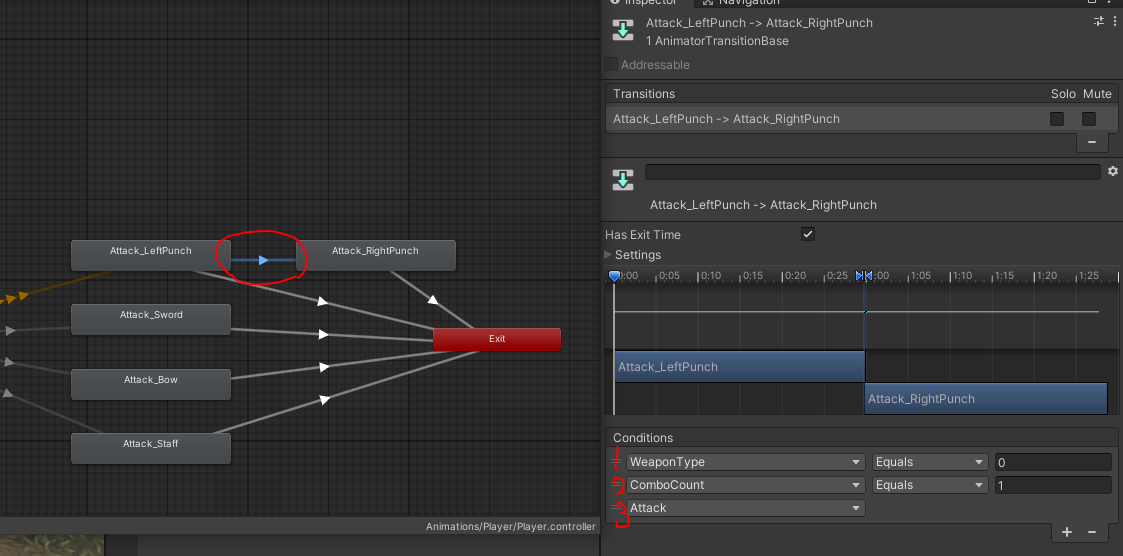 Inspector
Navigation
Attack_LeftPunch -> Attack_RightPunch
1 AnimatorTransitionBase
Addressable
Transitions
Solo Mute
Attack_LeftPunch -> Attack_RightPunch
Attack_LeftPunch -> Attack_RightPunch
Has Exit Time
Settings
0:00 0:05 0:10 0:15 0:20 0:25 1:00 1:05 1:10 1:15 1:20 1:25
Attack_LeftPunch
Attack_RightPunch
Conditions
1 WeaponType Equals 0
2 ComboCount Equals 1
3 Attack
Attack_LeftPunch
Attack_RightPunch
Attack_Sword
Exit
Attack_Bow
Attack_Staff
Animations/Player/Player.controller